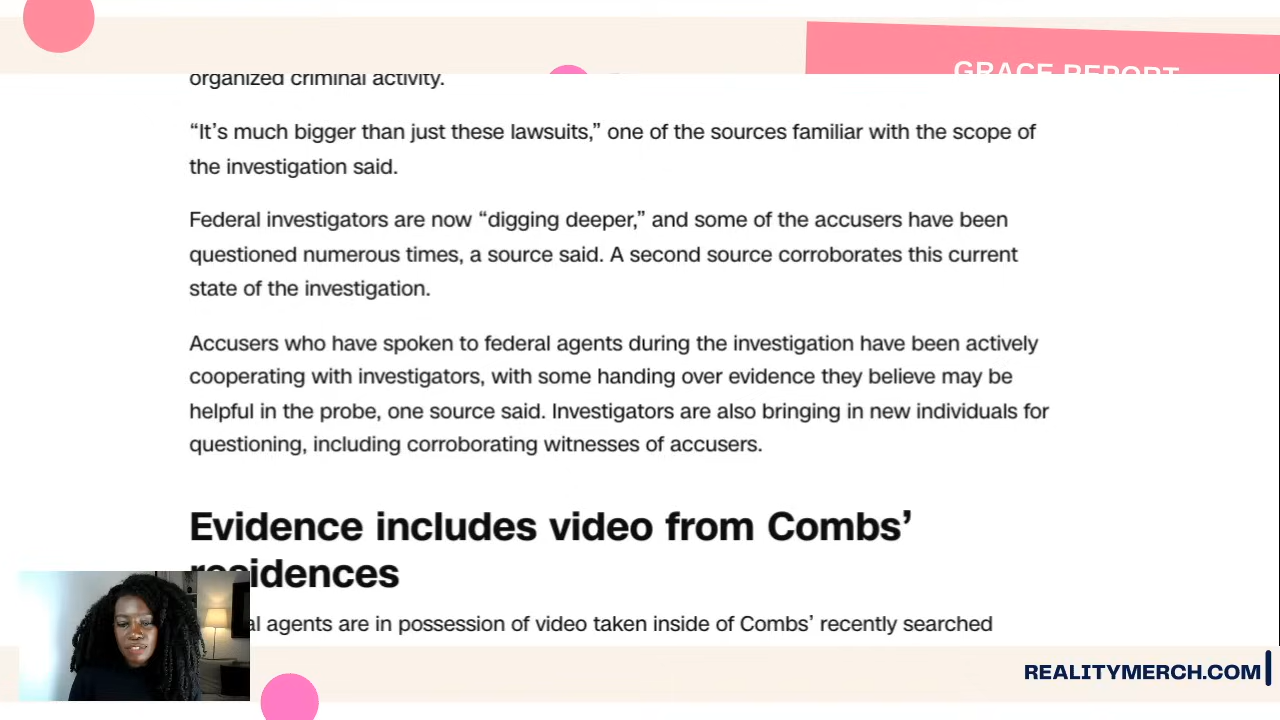 GRACE REPORT
organized criminal activity.
“It’s much bigger than just these lawsuits,” one of the sources familiar with the scope of
the investigation said.
Federal investigators are now “digging deeper,” and some of the accusers have been
questioned numerous times, a source said. A second source corroborates this current
state of the investigation.
Accusers who have spoken to federal agents during the investigation have been actively
cooperating with investigators, with some handing over evidence they believe may be
helpful in the probe, one source said. Investigators are also bringing in new individuals for
questioning, including corroborating witnesses of accusers.
Evidence includes video from Combs’
residences
agents are in possession of video taken inside of Combs’ recently searched
REALITYMERCH.COM